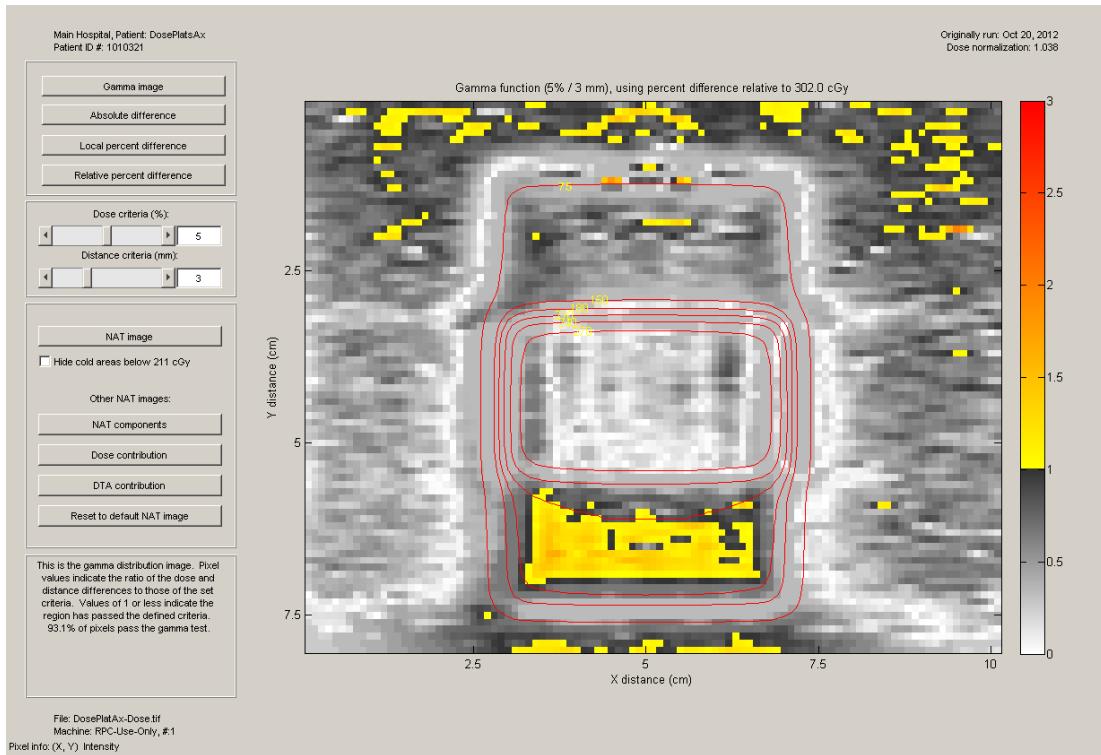 Main Hospital, Patient: DosePlatsAx
Patient ID #: 1010321
Originally run: Oct 20, 2012
Dose normalization: 1.038
Gamma image
Absolute difference
Local percent difference
Relative percent difference
Dose criteria (%):
5
Distance criteria (mm):
3
NAT image
Hide cold areas below 211 cGy
Other NAT images:
NAT components
Dose contribution
DTA contribution
Reset to default NAT image
This is the gamma distribution image. Pixel
values indicate the ratio of the dose and
distance differences to those of the set
criteria. Values of 1 or less indicate the
region has passed the defined criteria.
93.1% of pixels pass the gamma test.
File: DosePlatAx-Dose.tif
Machine: RPC-Use-Only, #:1
Pixel info: (X, Y) Intensity
Gamma function (5% / 3 mm), using percent difference relative to 302.0 cGy
75
150
Y distance (cm)
2.5
5
7.5
2.5
5
7.5
10
X distance (cm)
3
2.5
2
1.5
1
0.5
0